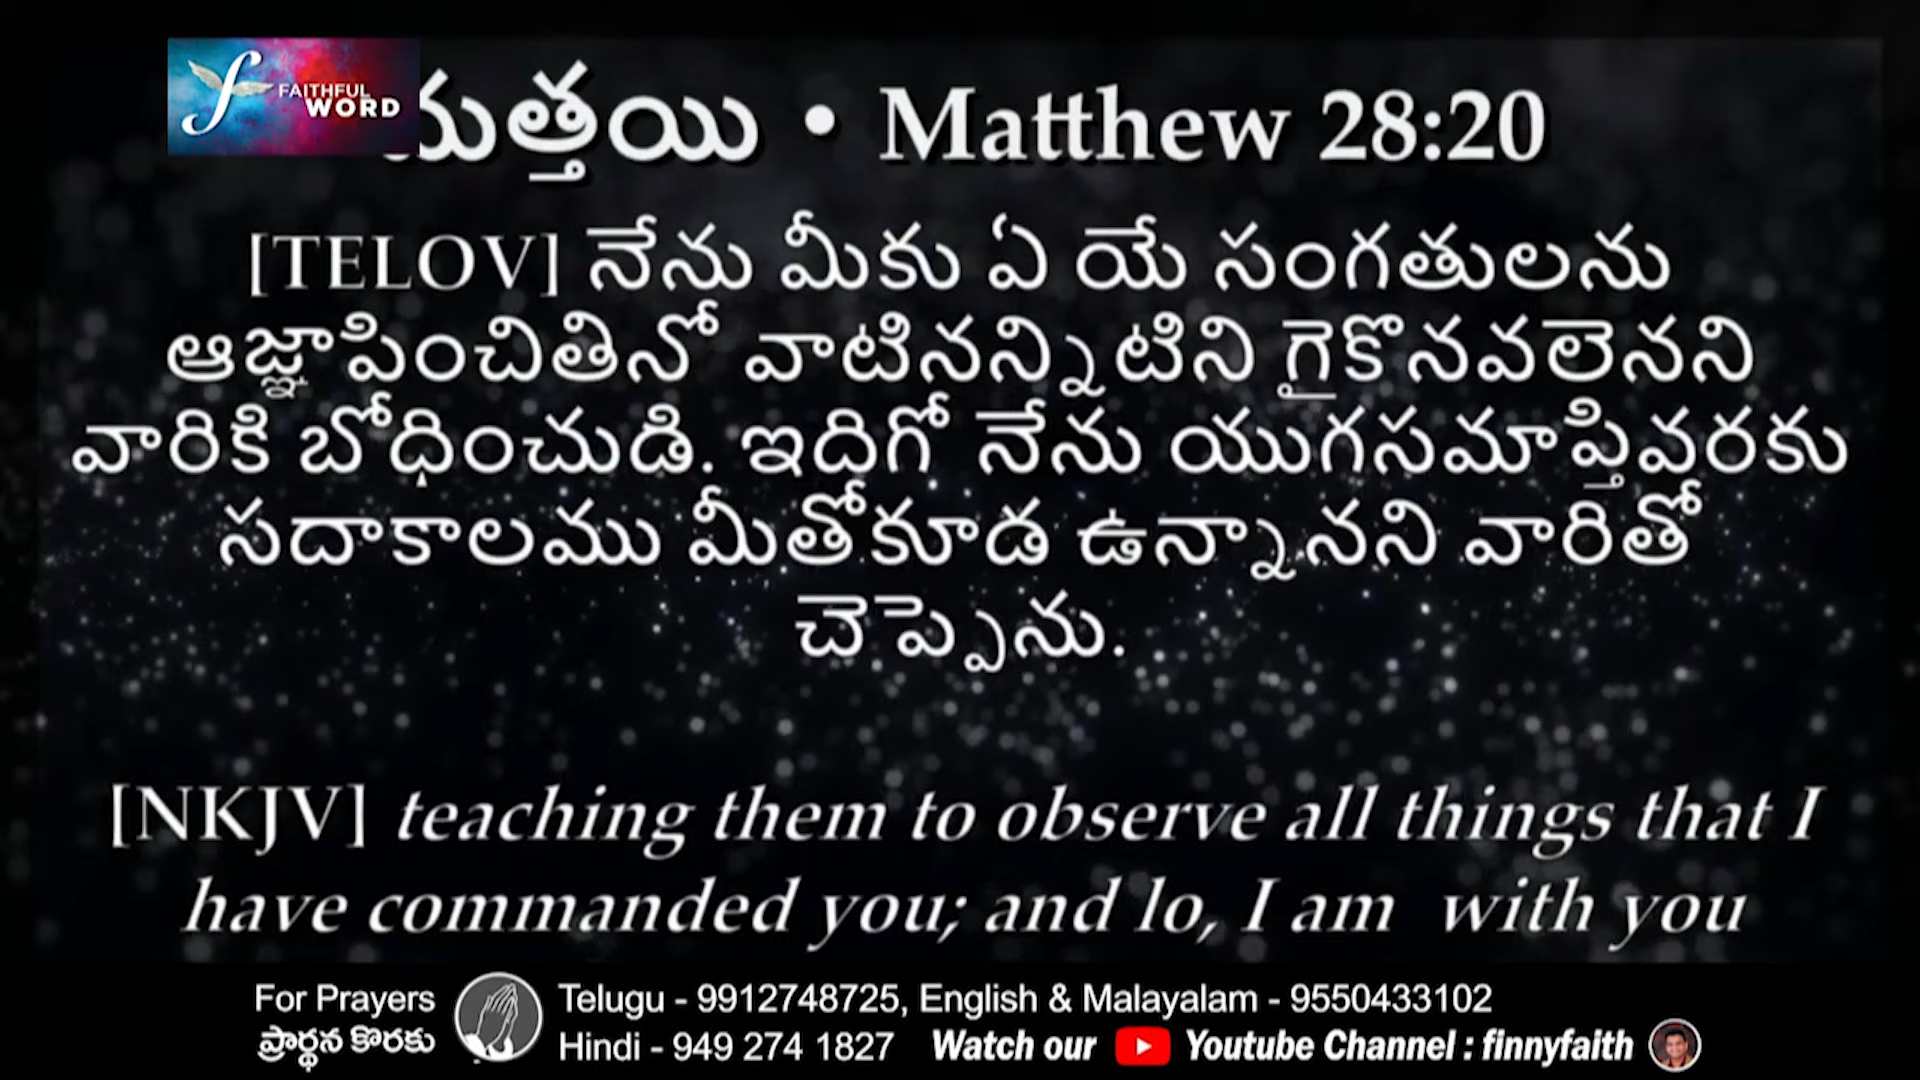 FAITHFUL
WORD
మత్తయి • Matthew 28:20
[TELOV] నేను మీకు ఏ యే సంగతులను
ఆజ్ఞాపించితినో వాటినన్నిటిని గైకొనవలెనని
వారికి బోధించుడి. ఇదిగో నేను యుగసమాప్తివరకు
సదాకాలము మీతోకూడ ఉన్నానని వారితో
చెప్పెను.
[NKJV] teaching them to observe all things that I
have commanded you; and lo, I am with you
For Prayers
ప్రార్థన కొరకు
Telugu - 9912748725, English & Malayalam - 9550433102
Hindi - 949 274 1827 Watch our Youtube Channel : finnyfaith